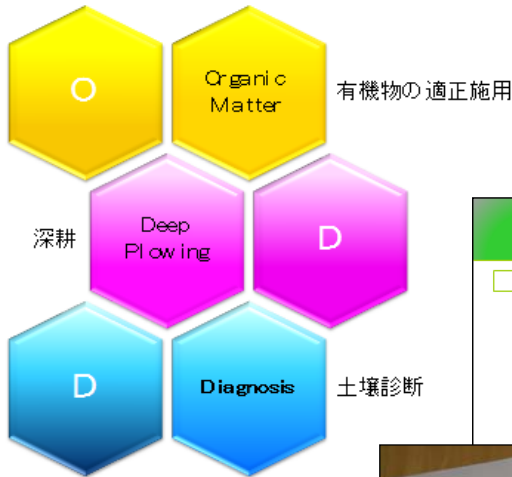 O
Organic
Matter
有機物の適正施用
深耕
Deep
Plowing
D
D
Diagnosis
土壌診断